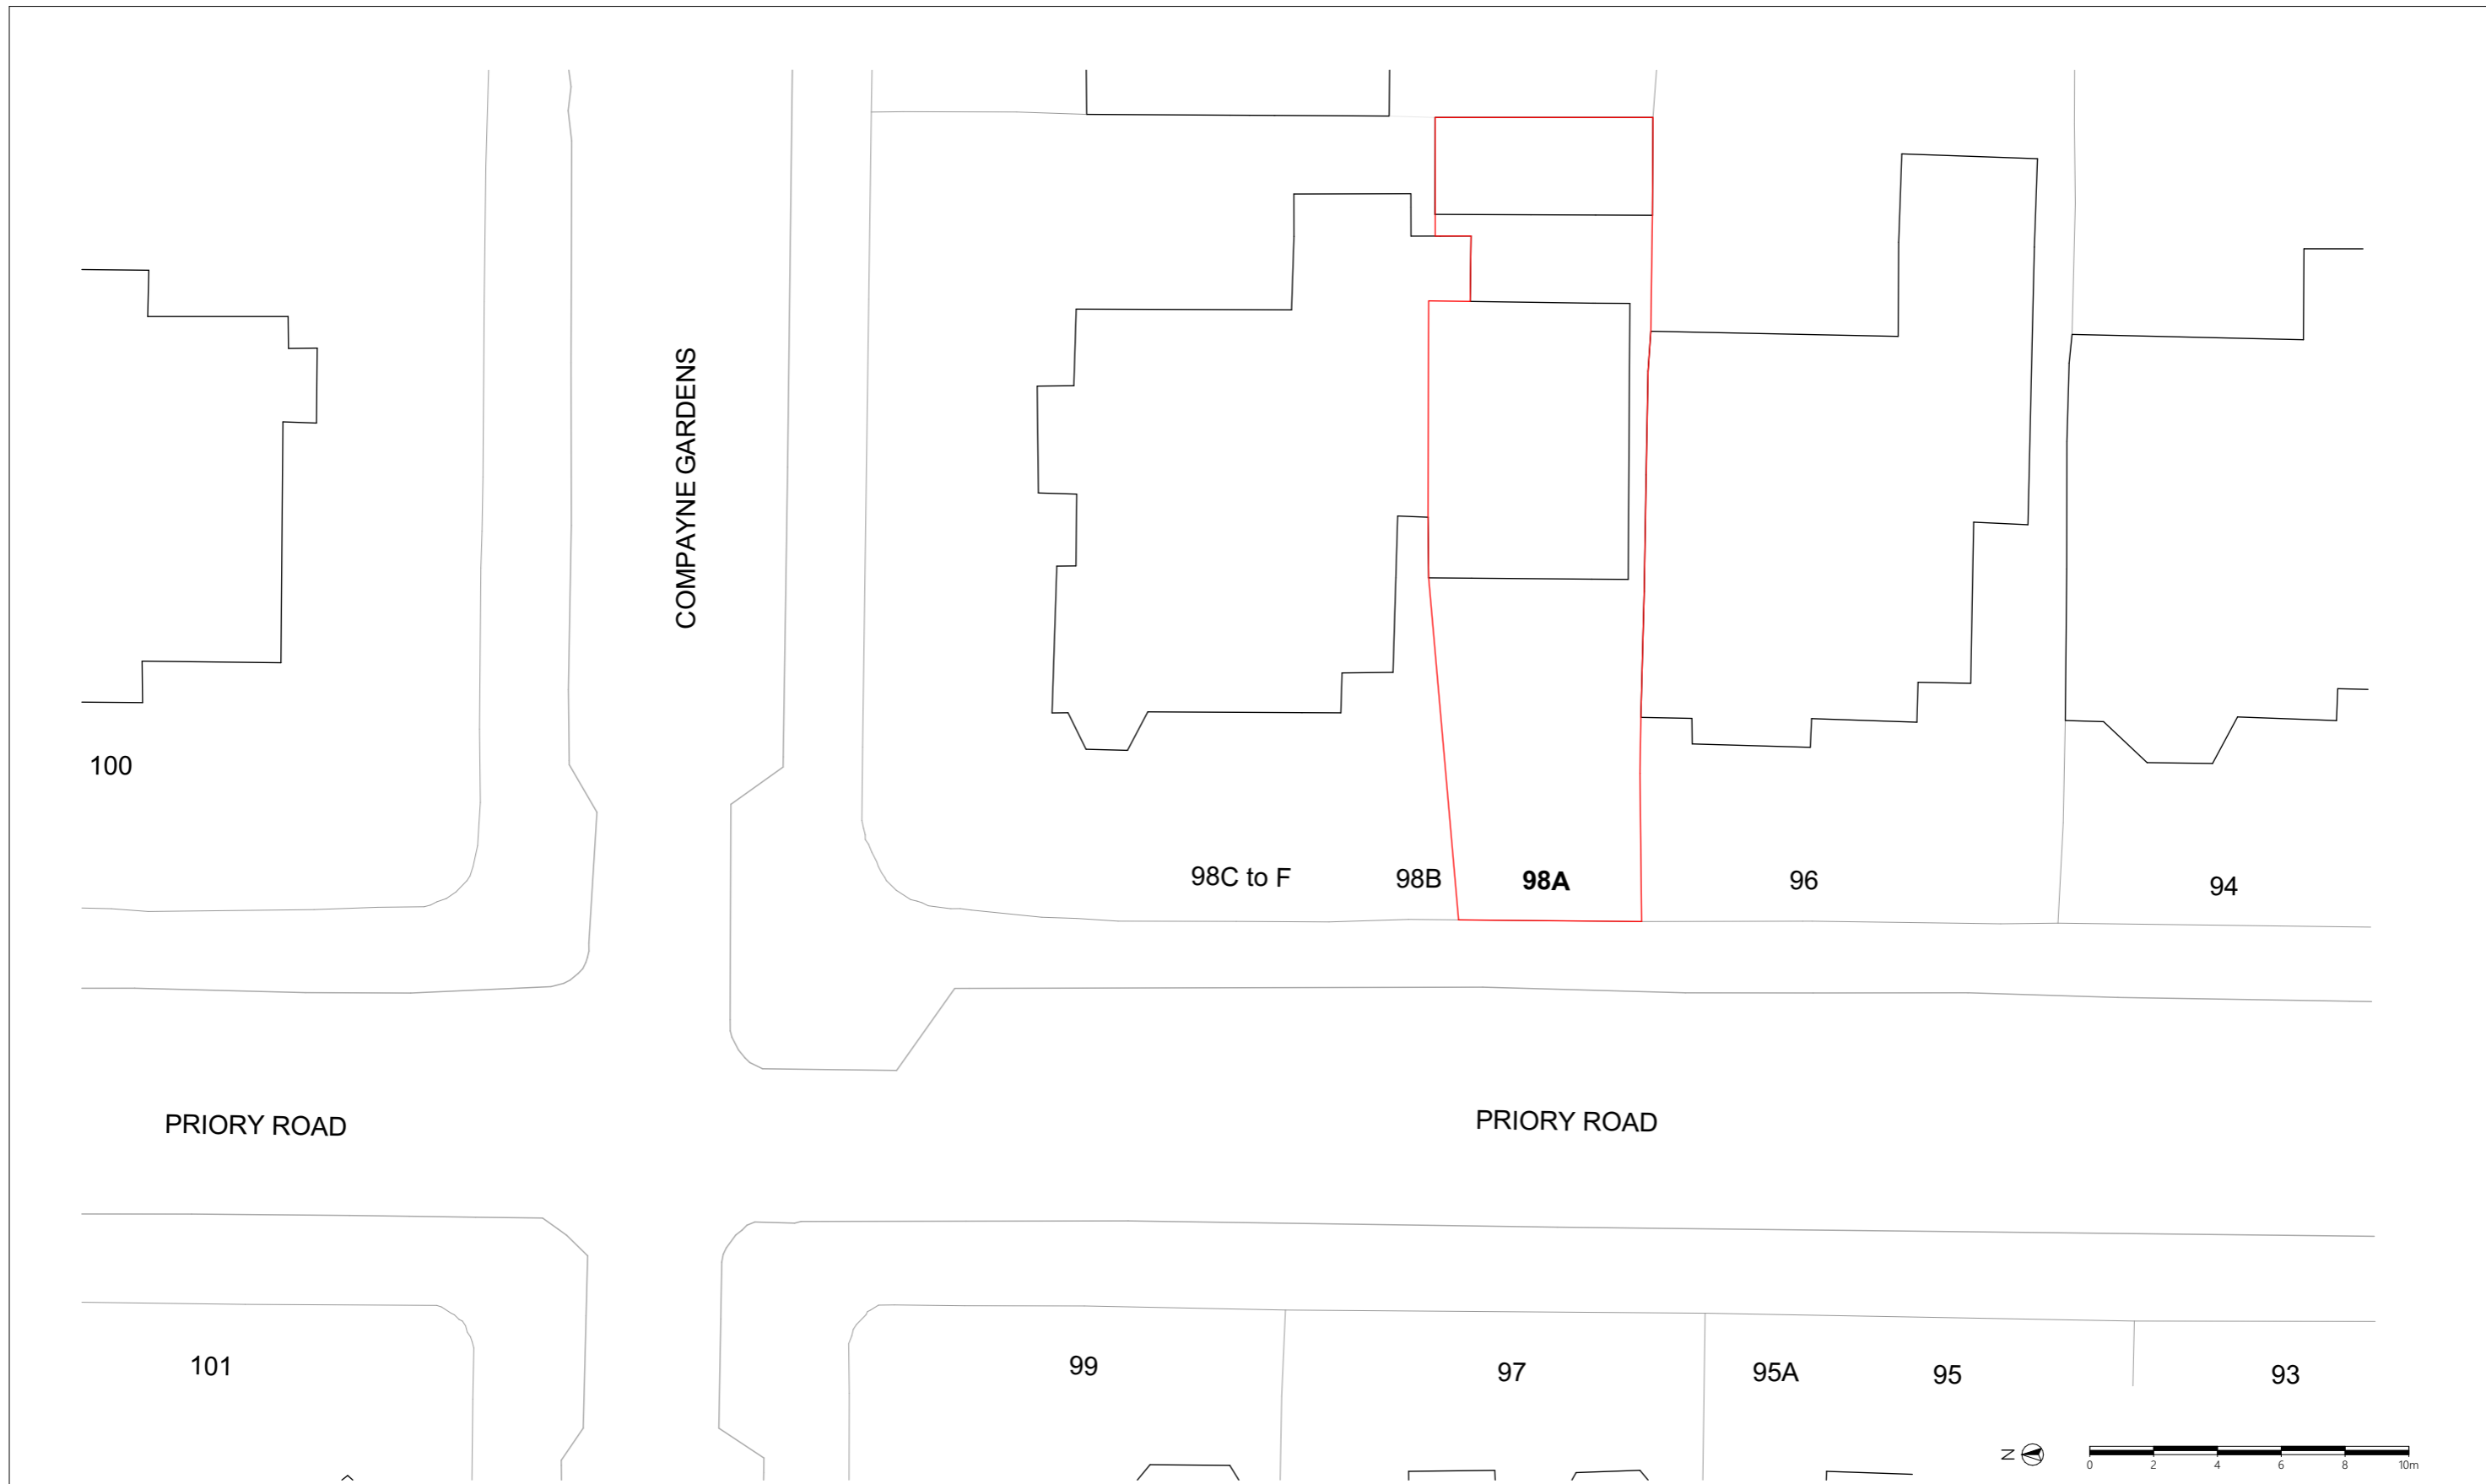 COMPAYNE GARDENS
100
98C to F
98B
98A
96
94
PRIORY ROAD
PRIORY ROAD
101
99
97
95A
95
93
N
0 2 4 6 8 10m